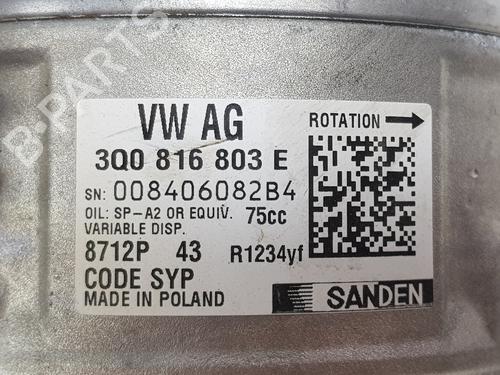 B-PARTS
VW AG
ROTATION
3Q0 816 803 E
SN: 008406082B4
OIL: SP-A2 OR EQUIV. 75cc
VARIABLE DISP.
8712P 43 R1234yf
CODE SYP
MADE IN POLAND
SANDEN